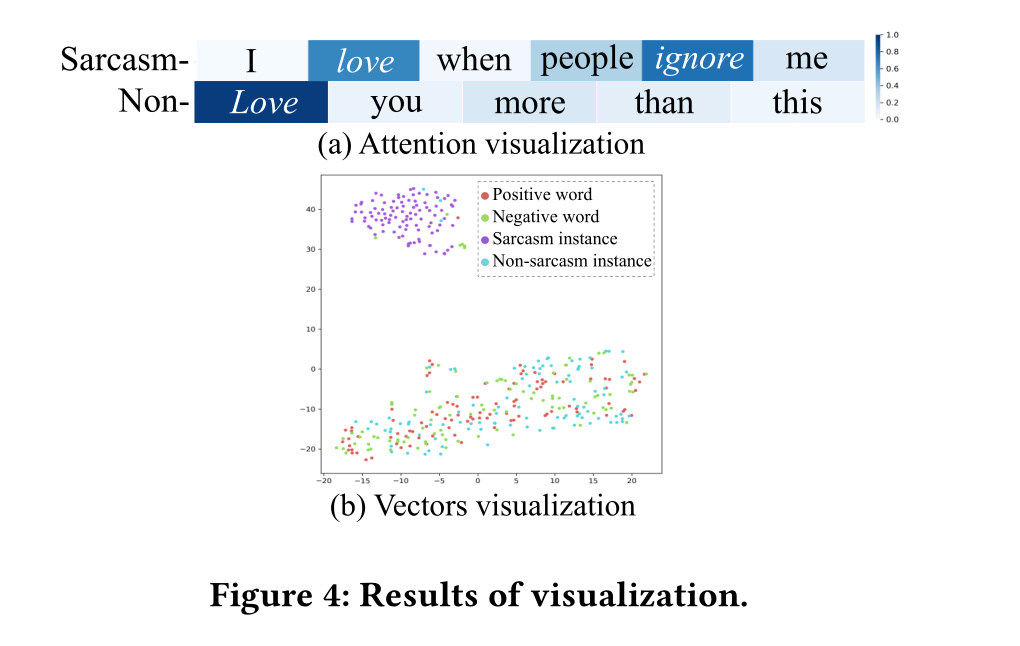 Sarcasm- I love when people ignore me
Non- Love you more than this
1.0
0.8
0.6
0.4
0.2
0.0
(a) Attention visualization
Positive word
Negative word
Sarcasm instance
Non-sarcasm instance
40
30
20
10
0
−10
−20
−20 −15 −10 −5 0 5 10 15 20
(b) Vectors visualization
Figure 4: Results of visualization.